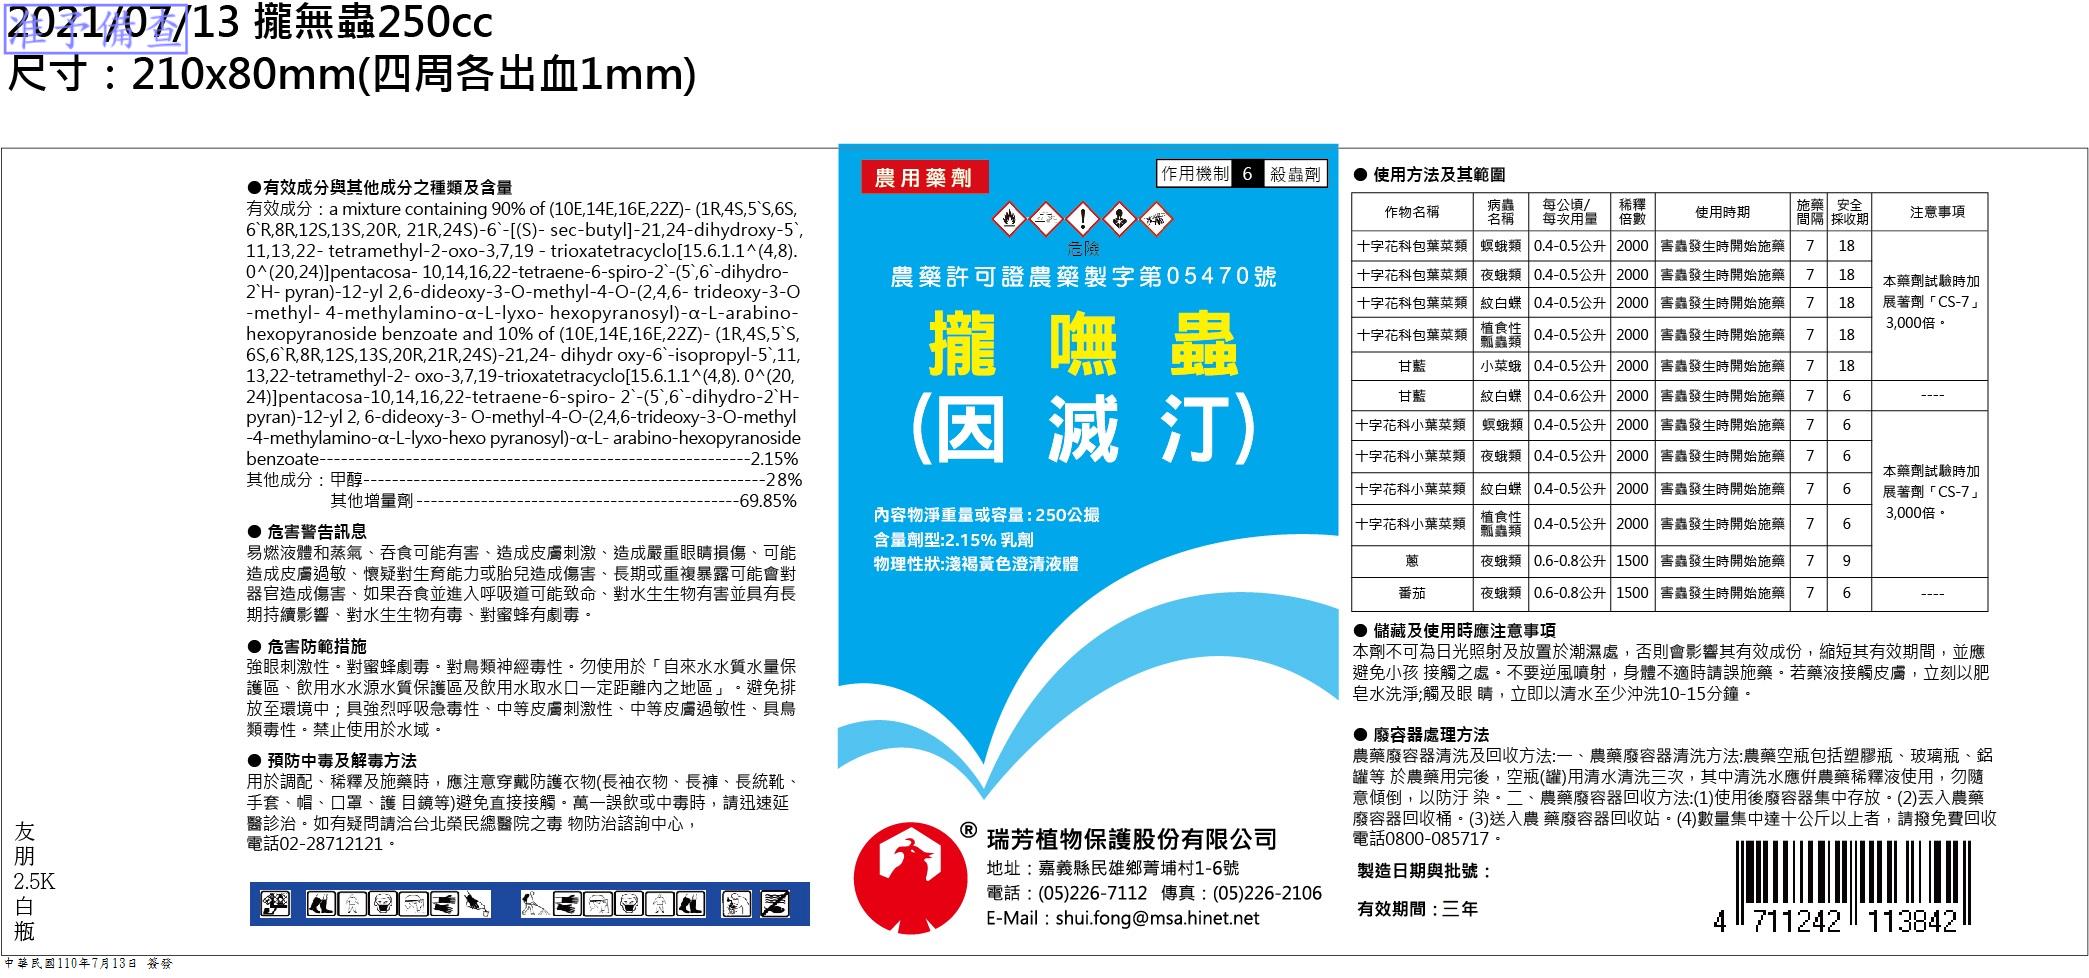 2021/07/13 攏無蟲250cc
准予備查
尺寸：210x80mm(四周各出血1mm)
●有效成分與其他成分之種類及含量
有效成分：a mixture containing 90% of (10E,14E,16E,22Z)- (1R,4S,5`S,6S,
6`R,8R,12S,13S,20R, 21R,24S)-6`-[(S)- sec-butyl]-21,24-dihydroxy-5`,
11,13,22- tetramethyl-2-oxo-3,7,19 - trioxatetracyclo[15.6.1.1^(4,8).
0^(20,24)]pentacosa- 10,14,16,22-tetraene-6-spiro-2`-(5`,6`-dihydro-
2`H- pyran)-12-yl 2,6-dideoxy-3-O-methyl-4-O-(2,4,6- trideoxy-3-O
-methyl- 4-methylamino-α-L-lyxo- hexopyranosyl)-α-L-arabino-
hexopyranoside benzoate and 10% of (10E,14E,16E,22Z)- (1R,4S,5`S,
6S,6`R,8R,12S,13S,20R,21R,24S)-21,24- dihydr oxy-6`-isopropyl-5`,11,
13,22-tetramethyl-2- oxo-3,7,19-trioxatetracyclo[15.6.1.1^(4,8). 0^(20,
24)]pentacosa-10,14,16,22-tetraene-6-spiro- 2`-(5`,6`-dihydro-2`H-
pyran)-12-yl 2, 6-dideoxy-3- O-methyl-4-O-(2,4,6-trideoxy-3-O-methyl
-4-methylamino-α-L-lyxo-hexo pyranosyl)-α-L- arabino-hexopyranoside
benzoate------------------------------------------------------------2.15%
其他成分：甲醇--------------------------------------------------------28%
其他增量劑---------------------------------------------69.85%
● 危害警告訊息
易燃液體和蒸氣、吞食可能有害、造成皮膚刺激、造成嚴重眼睛損傷、可能
造成皮膚過敏、懷疑對生育能力或胎兒造成傷害、長期或重複暴露可能會對
器官造成傷害、如果吞食並進入呼吸道可能致命、對水生生物有害並具有長
期持續影響、對水生生物有毒、對蜜蜂有劇毒。
● 危害防範措施
強眼刺激性。對蜜蜂劇毒。對鳥類神經毒性。勿使用於「自來水水質水量保
護區、飲用水水源水質保護區及飲用水取水口一定距離內之地區」。避免排
放至環境中；具強烈呼吸急毒性、中等皮膚刺激性、中等皮膚過敏性、具鳥
類毒性。禁止使用於水域。
● 預防中毒及解毒方法
用於調配、稀釋及施藥時，應注意穿戴防護衣物(長袖衣物、長褲、長統靴、
手套、帽、口罩、護 目鏡等)避免直接接觸。萬一誤飲或中毒時，請迅速延
醫診治。如有疑問請洽台北榮民總醫院之毒 物防治諮詢中心，
電話02-28712121。
友朋2.5K白瓶
農用藥劑
作用機制 6 殺蟲劑
危險
農藥許可證農藥製字第05470號
攏 嘸 蟲
(因 滅 汀)
內容物淨重量或容量：250公撮
含量劑型:2.15% 乳劑
物理性狀:淺褐黃色澄清液體
® 瑞芳植物保護股份有限公司
地址：嘉義縣民雄鄉菁埔村1-6號
電話：(05)226-7112 傳真：(05)226-2106
E-Mail：shui.fong@msa.hinet.net
● 使用方法及其範圍
作物名稱 病蟲名稱 每公頃/每次用量 稀釋倍數 使用時期 施藥間隔 安全採收期 注意事項
十字花科包葉菜類 螟蛾類 0.4-0.5公升 2000 害蟲發生時開始施藥 7 18
十字花科包葉菜類 夜蛾類 0.4-0.5公升 2000 害蟲發生時開始施藥 7 18
十字花科包葉菜類 紋白蝶 0.4-0.5公升 2000 害蟲發生時開始施藥 7 18
十字花科包葉菜類 植食性瓢蟲類 0.4-0.5公升 2000 害蟲發生時開始施藥 7 18
甘藍 小菜蛾 0.4-0.5公升 2000 害蟲發生時開始施藥 7 18
本藥劑試驗時加
展著劑「CS-7」
3,000倍。
甘藍 紋白蝶 0.4-0.6公升 2000 害蟲發生時開始施藥 7 6 ----
十字花科小葉菜類 螟蛾類 0.4-0.5公升 2000 害蟲發生時開始施藥 7 6
十字花科小葉菜類 夜蛾類 0.4-0.5公升 2000 害蟲發生時開始施藥 7 6
十字花科小葉菜類 紋白蝶 0.4-0.5公升 2000 害蟲發生時開始施藥 7 6
十字花科小葉菜類 植食性瓢蟲類 0.4-0.5公升 2000 害蟲發生時開始施藥 7 6
蔥 夜蛾類 0.6-0.8公升 1500 害蟲發生時開始施藥 7 9
本藥劑試驗時加
展著劑「CS-7」
3,000倍。
番茄 夜蛾類 0.6-0.8公升 1500 害蟲發生時開始施藥 7 6 ----
● 儲藏及使用時應注意事項
本劑不可為日光照射及放置於潮濕處，否則會影響其有效成份，縮短其有效期間，並應
避免小孩 接觸之處。不要逆風噴射，身體不適時請誤施藥。若藥液接觸皮膚，立刻以肥
皂水洗淨;觸及眼 睛，立即以清水至少沖洗10-15分鐘。
● 廢容器處理方法
農藥廢容器清洗及回收方法:一、農藥廢容器清洗方法:農藥空瓶包括塑膠瓶、玻璃瓶、鋁
罐等 於農藥用完後，空瓶(罐)用清水清洗三次，其中清洗水應倂農藥稀釋液使用，勿隨
意傾倒，以防汙 染。二、農藥廢容器回收方法:(1)使用後廢容器集中存放。(2)丟入農藥
廢容器回收桶。(3)送入農 藥廢容器回收站。(4)數量集中達十公斤以上者，請撥免費回收
電話0800-085717。
製造日期與批號：
有效期間：三年
4 711242 113842
中華民國110年7月13日 簽發